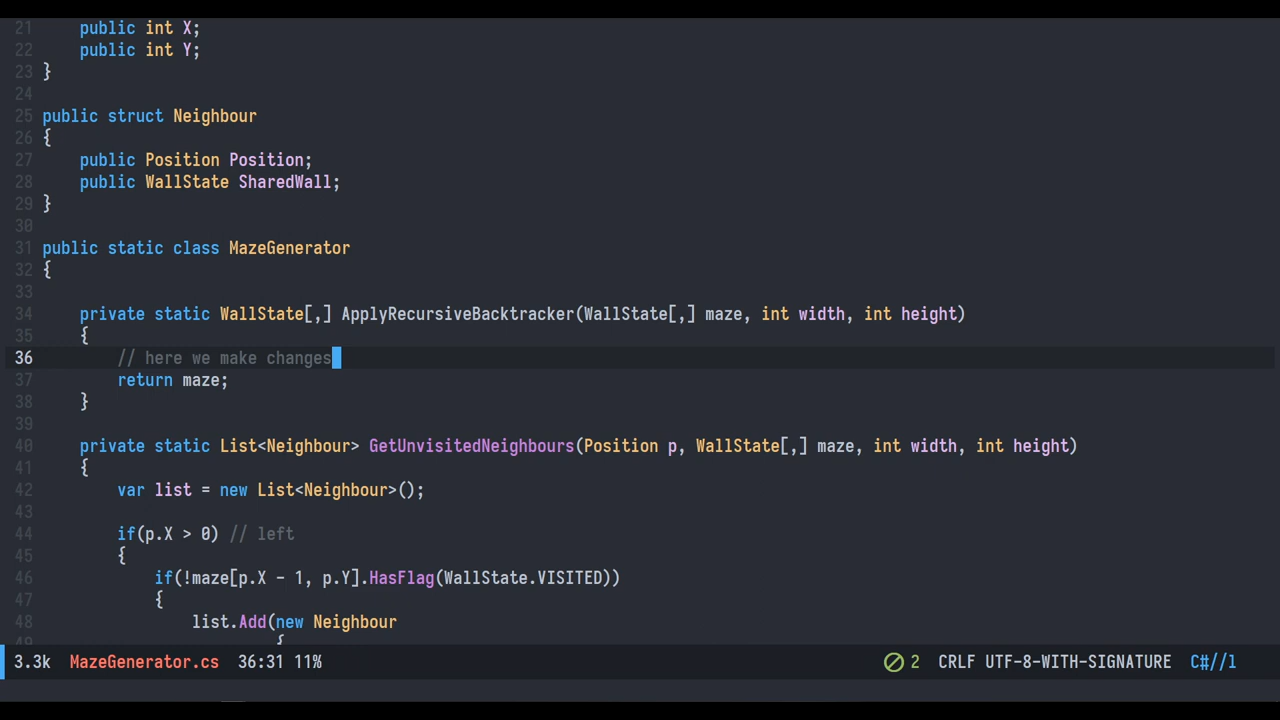 21     public int X;
22     public int Y;
23 }
24
25 public struct Neighbour
26 {
27     public Position Position;
28     public WallState SharedWall;
29 }
30
31 public static class MazeGenerator
32 {
33
34     private static WallState[,] ApplyRecursiveBacktracker(WallState[,] maze, int width, int height)
35     {
36         // here we make changes
37         return maze;
38     }
39
40     private static List<Neighbour> GetUnvisitedNeighbours(Position p, WallState[,] maze, int width, int height)
41     {
42         var list = new List<Neighbour>();
43
44         if(p.X > 0) // left
45         {
46             if(!maze[p.X - 1, p.Y].HasFlag(WallState.VISITED))
47             {
48                 list.Add(new Neighbour
49                          {
3.3k MazeGenerator.cs 36:31 11% 2 CRLF UTF-8-WITH-SIGNATURE C#//l